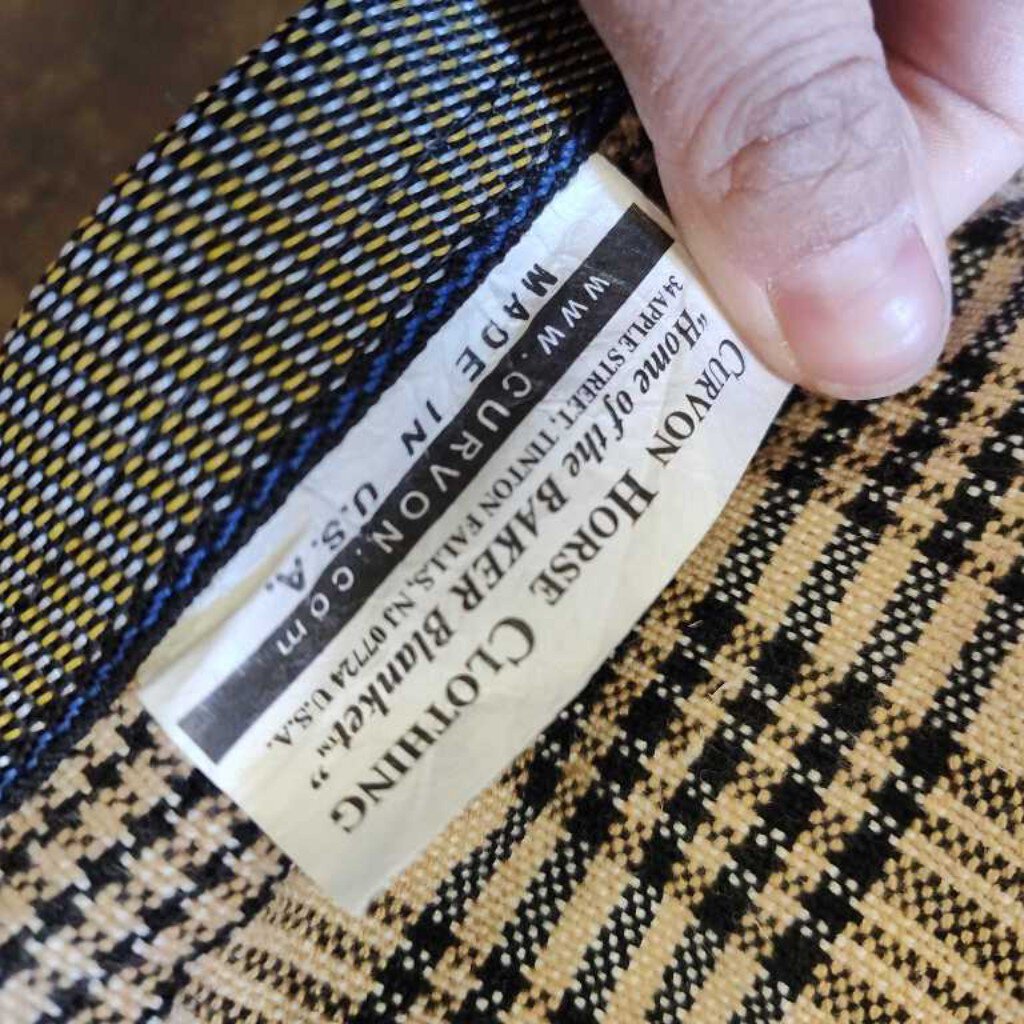 CURVON HORSE CLOTHING
"Home of the BAKER Blanket™"
34 APPLE STREET, TINTON FALLS, NJ 07724 U.S.A.
www.CURVON.com
MADE IN U.S.A.